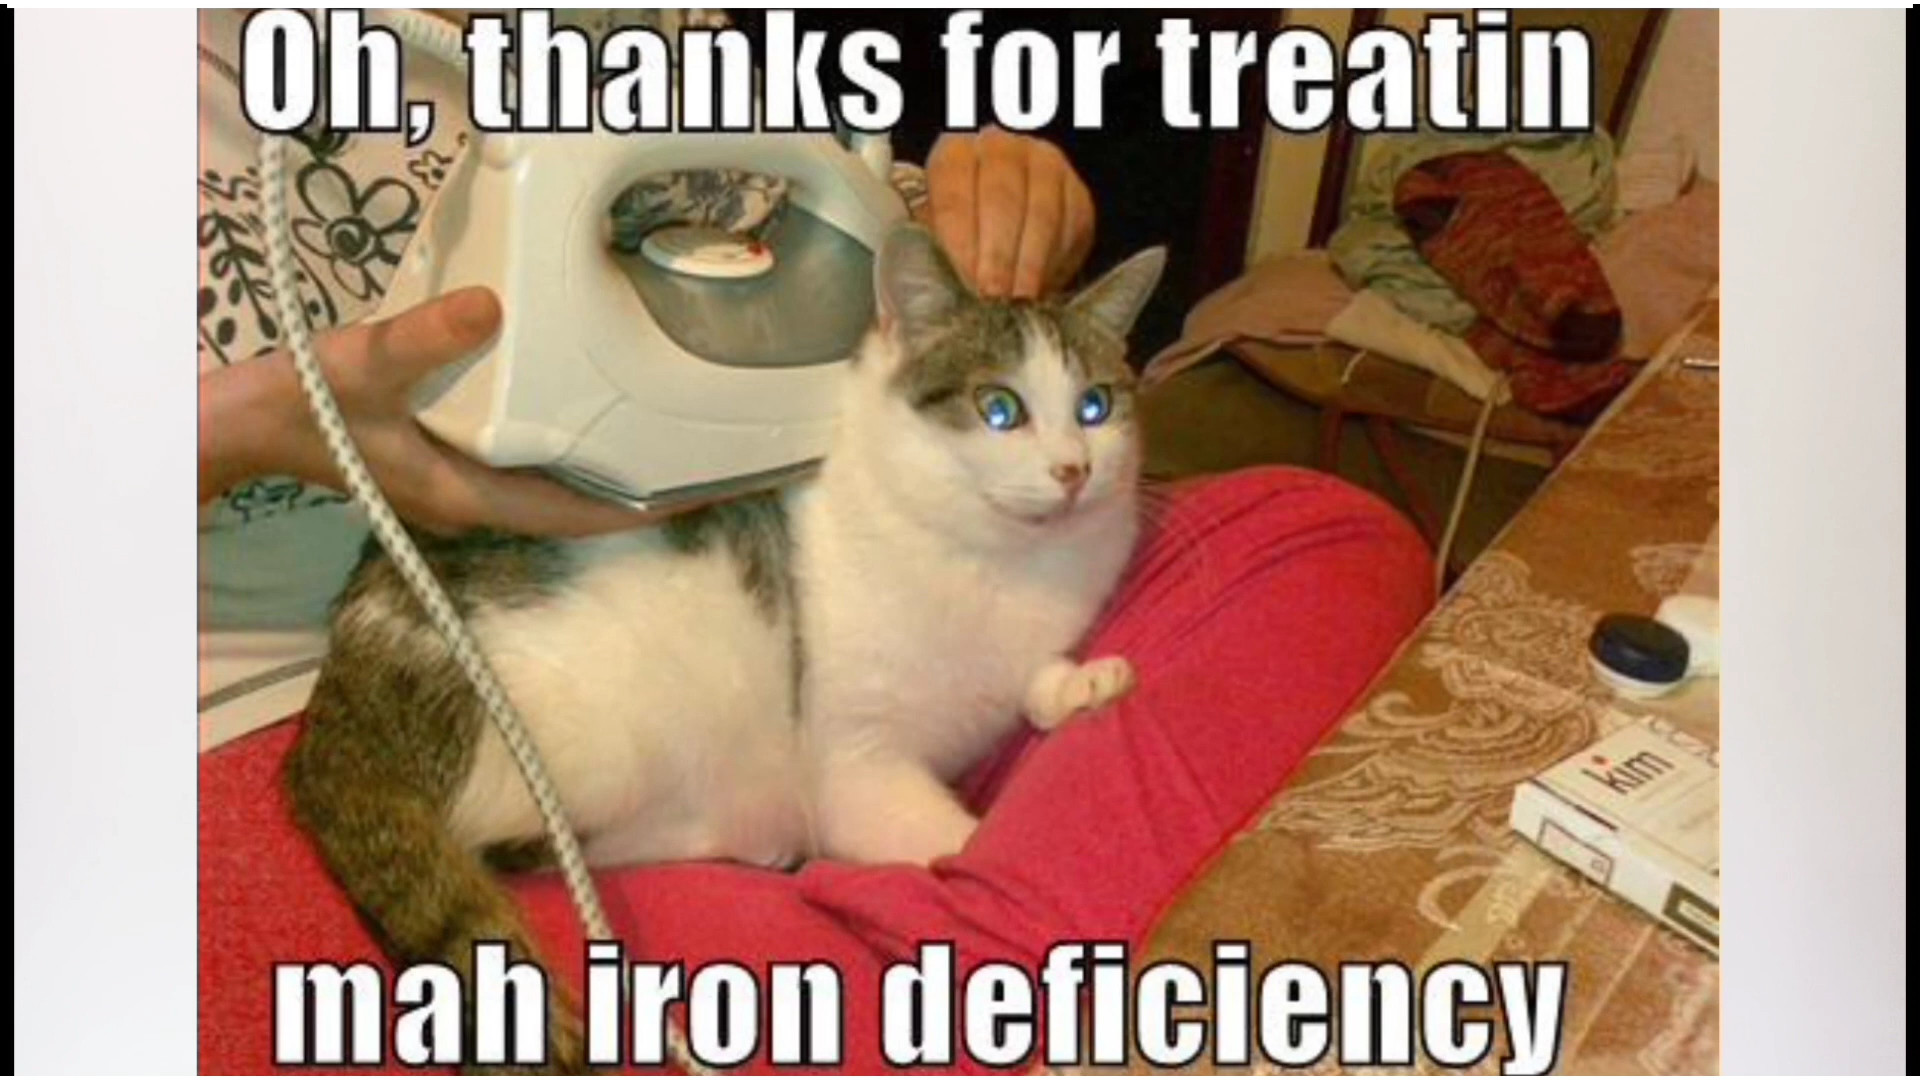 Oh, thanks for treatin
kim
mah iron deficiency